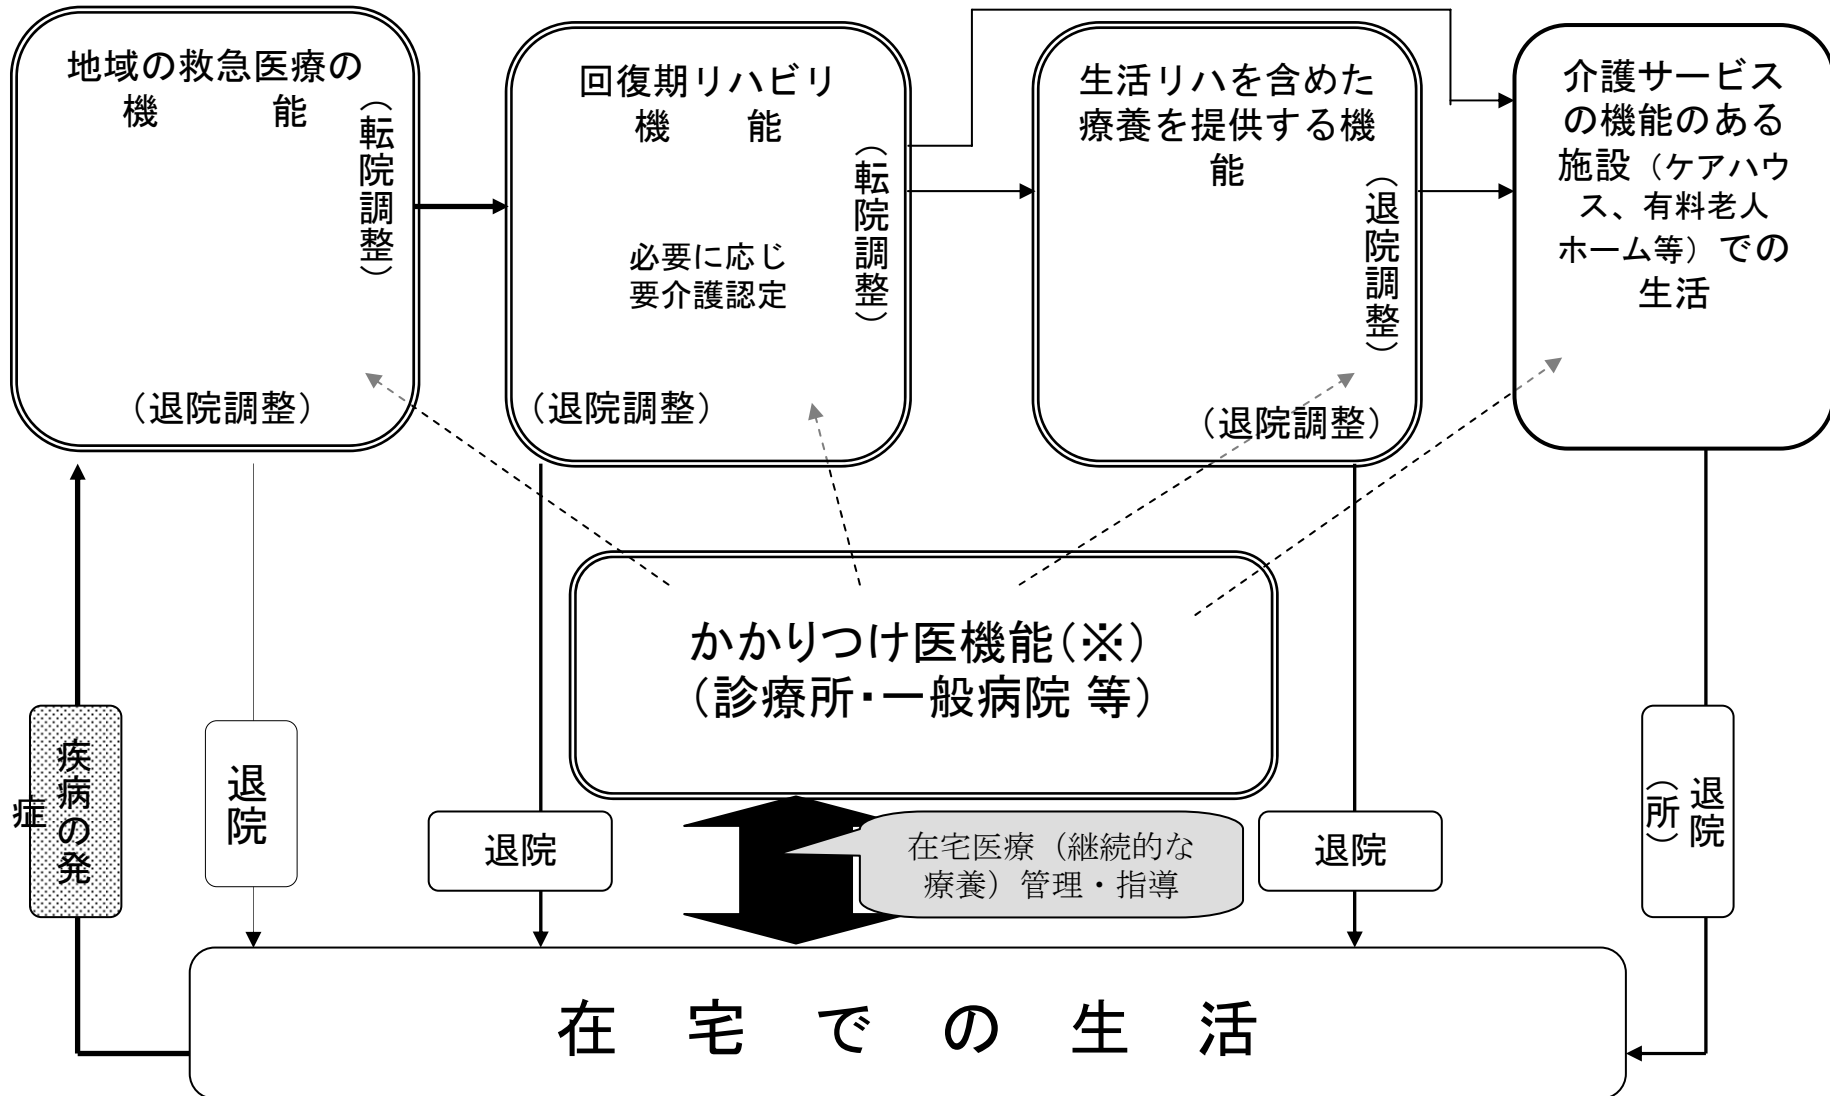 地域の救急医療の
機　能
（転院調整）
（退院調整）
回復期リハビリ
機　能
（転院調整）
必要に応じ
要介護認定
（退院調整）
生活リハを含めた
療養を提供する機
能
（退院調整）
（退院調整）
介護サービス
の機能のある
施設（ケアハウ
ス、有料老人
ホーム等）での
生活
かかりつけ医機能（※）
（診療所・一般病院 等）
疾病の発
症
退院
退院
在宅医療（継続的な
療養）管理・指導
退院
退院
（所）
在　宅　で　の　生　活